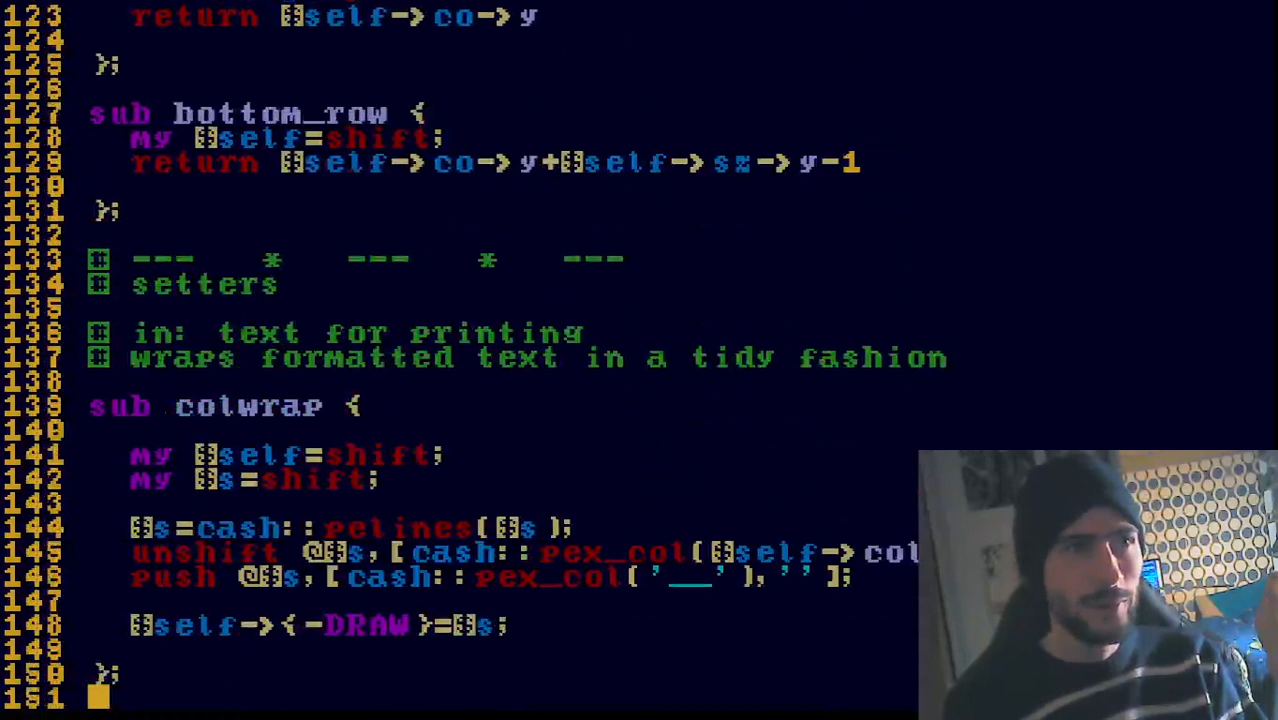 123 return $self->co->y
124
125 };
126
127 sub bottom_row {
128 my $self=shift;
129 return $self->co->y+$self->sz->y-1
130
131 };
132
133 # --- * --- * ---
134 # setters
135
136 # in: text for printing
137 # wraps formatted text in a tidy fashion
138
139 sub colwrap {
140
141 my $self=shift;
142 my $s=shift;
143
144 $s=cash::pelines($s);
145 unshift @$s,[cash::pex_col($self->col
146 push @$s,[cash::pex_col('__'),''];
147
148 $self->{-DRAW}=$s;
149
150 };
151